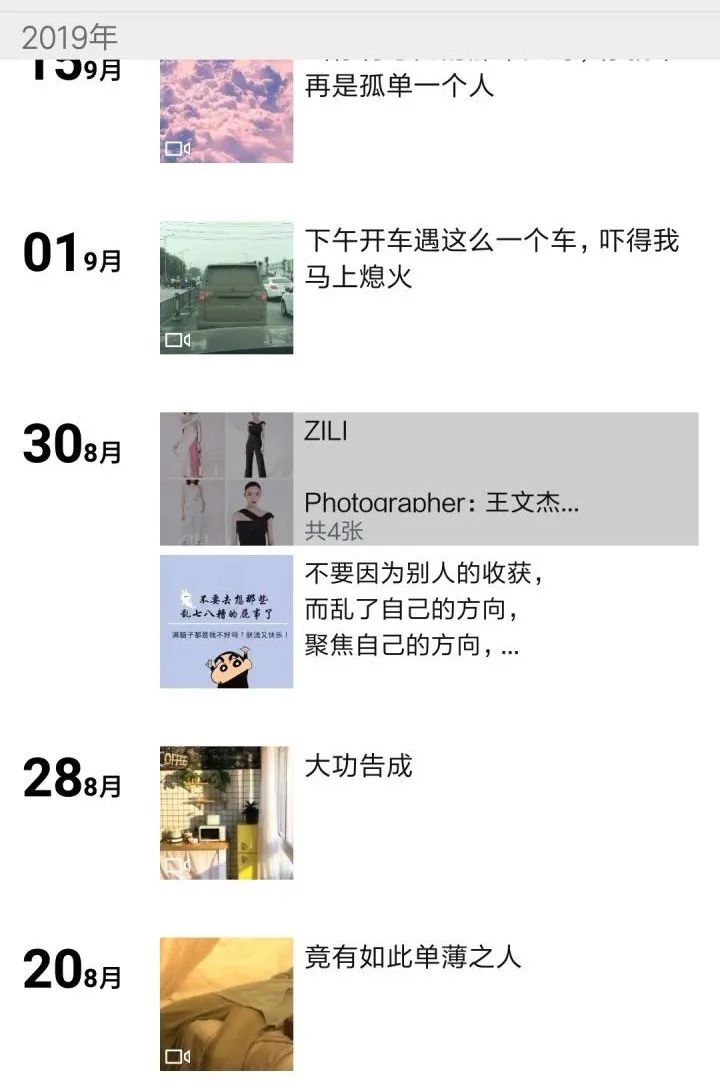 2019年
15 9月
再是孤单一个人
01 9月
下午开车遇这么一个车，吓得我
马上熄火
30 8月
ZILI
Photographer：王文杰...
共4张
不要去想那些
乱七八糟的屁事了
满脑子都是钱不好吗？肤浅又快乐！
不要因为别人的收获，
而乱了自己的方向，
聚焦自己的方向，...
28 8月
COFFEE
大功告成
20 8月
竟有如此单薄之人